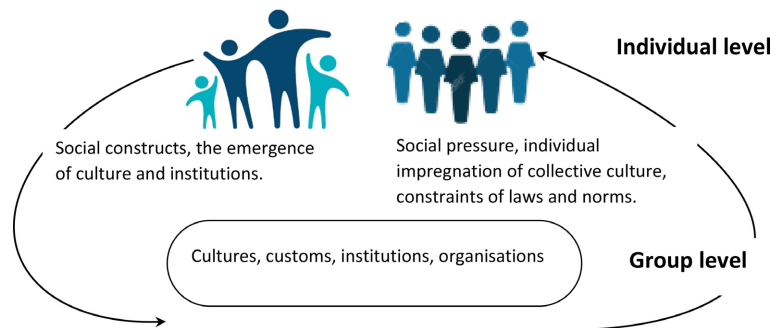 Individual level
Social constructs, the emergence
of culture and institutions.
Social pressure, individual
impregnation of collective culture,
constraints of laws and norms.
Cultures, customs, institutions, organisations
Group level